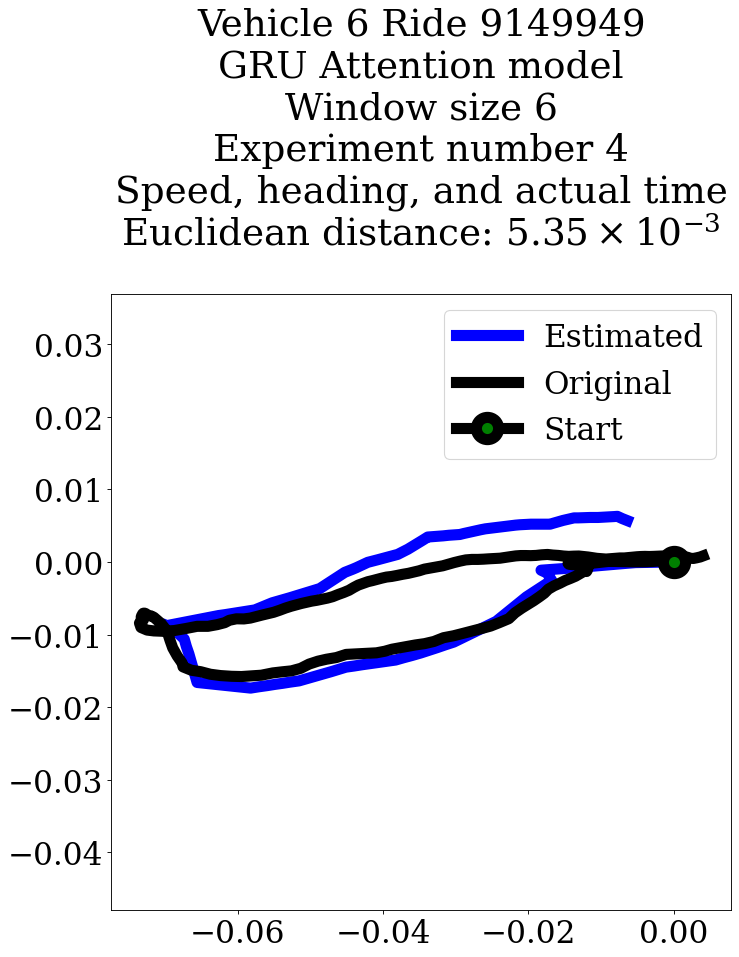 Vehicle 6 Ride 9149949
GRU Attention model
Window size 6
Experiment number 4
Speed, heading, and actual time
Euclidean distance: 5.35 × 10⁻³
Estimated
Original
Start
0.03
0.02
0.01
0.00
−0.01
−0.02
−0.03
−0.04
−0.06
−0.04
−0.02
0.00